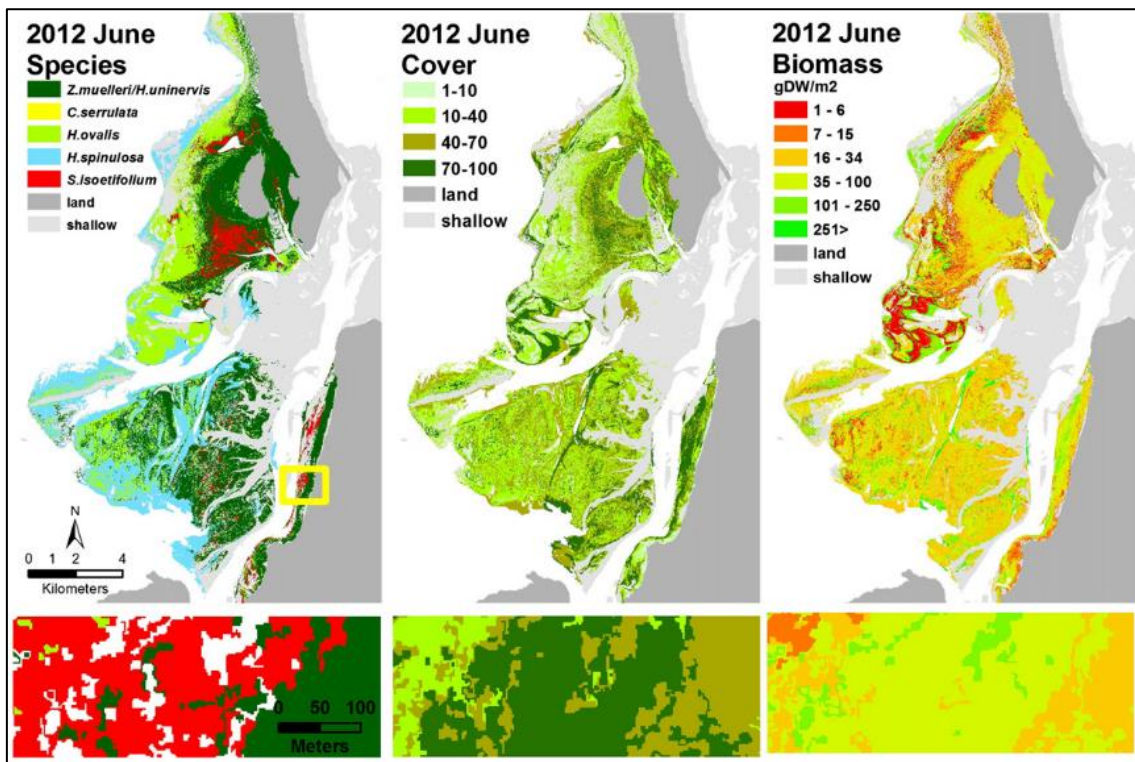 2012 June
Species
Z.muelleri/H.uninervis
C.serrulata
H.ovalis
H.spinulosa
S.isoetifolium
land
shallow
N
0 1 2 4
Kilometers
2012 June
Cover
1-10
10-40
40-70
70-100
land
shallow
2012 June
Biomass
gDW/m2
1 - 6
7 - 15
16 - 34
35 - 100
101 - 250
251>
land
shallow
0 50 100
Meters